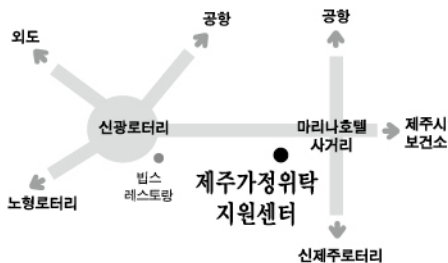 공항
공항
외도
신광로터리
마리나호텔
사거리
제주시
보건소
빕스
레스토랑
제주가정위탁
지원센터
노형로터리
신제주로터리